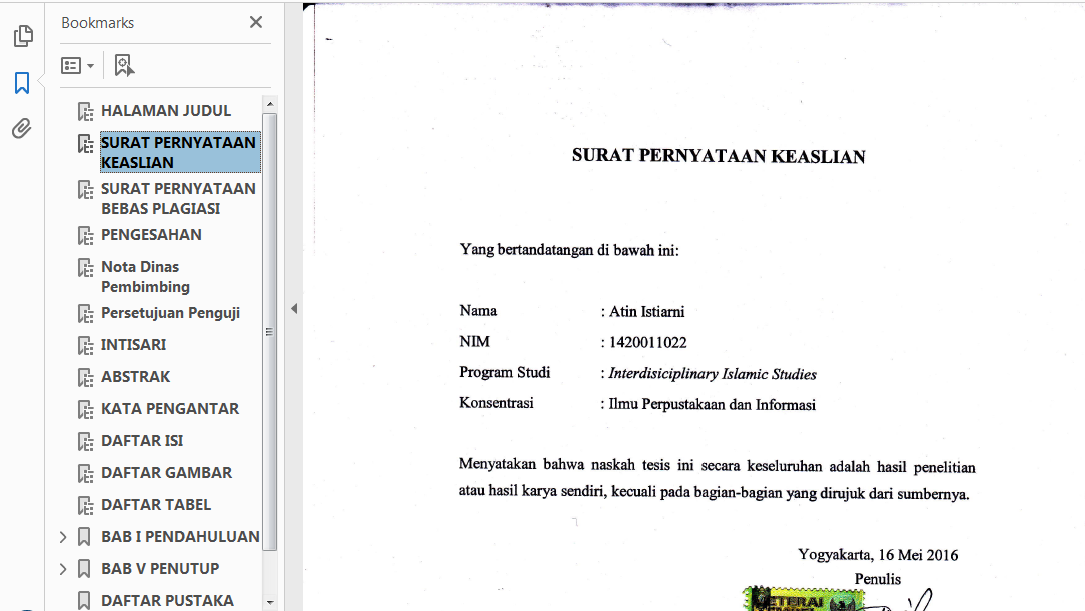 Bookmarks
HALAMAN JUDUL
SURAT PERNYATAAN
KEASLIAN
SURAT PERNYATAAN
BEBAS PLAGIASI
PENGESAHAN
Nota Dinas
Pembimbing
Persetujuan Penguji
INTISARI
ABSTRAK
KATA PENGANTAR
DAFTAR ISI
DAFTAR GAMBAR
DAFTAR TABEL
BAB I PENDAHULUAN
BAB V PENUTUP
DAFTAR PUSTAKA
SURAT PERNYATAAN KEASLIAN
Yang bertandatangan di bawah ini:
Nama : Atin Istiarni
NIM : 1420011022
Program Studi : Interdisiciplinary Islamic Studies
Konsentrasi : Ilmu Perpustakaan dan Informasi
Menyatakan bahwa naskah tesis ini secara keseluruhan adalah hasil penelitian
atau hasil karya sendiri, kecuali pada bagian-bagian yang dirujuk dari sumbernya.
Yogyakarta, 16 Mei 2016
Penulis
METERAI